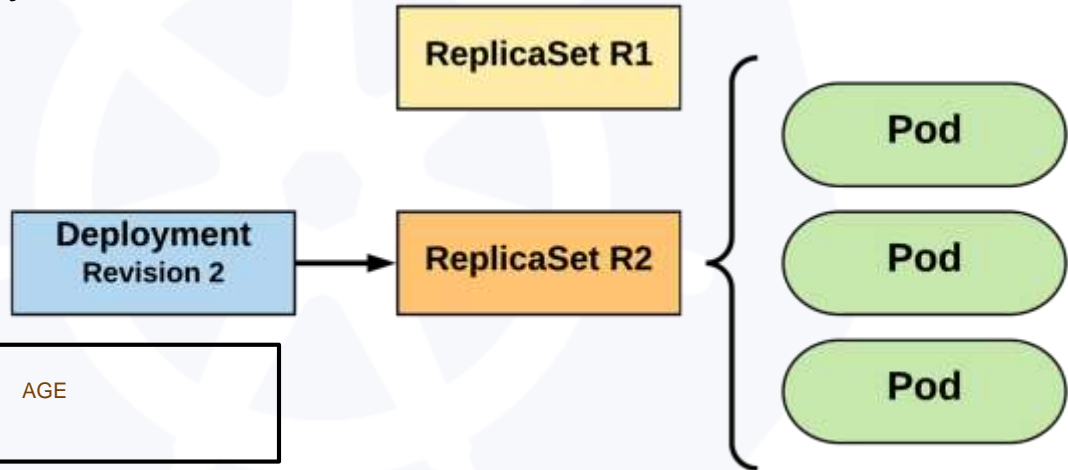 ReplicaSet R1
Pod
Deployment
Revision 2
ReplicaSet R2
Pod
AGE
Pod